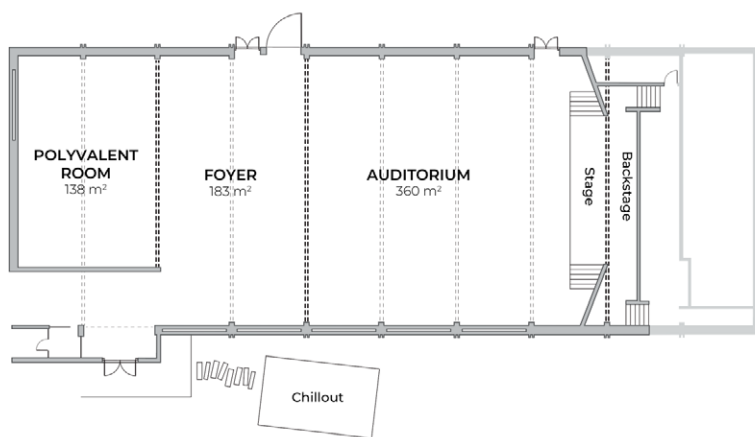 POLYVALENT
ROOM
138 m²
FOYER
183 m²
AUDITORIUM
360 m²
Stage
Backstage
Chillout